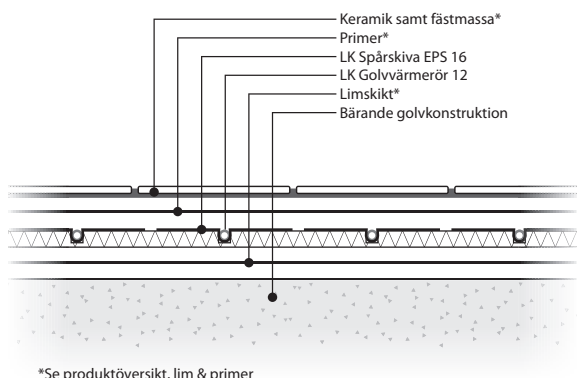 Keramik samt fästmassa*
Primer*
LK Spårskiva EPS 16
LK Golvvärmerör 12
Limskikt*
Bärande golvkonstruktion
*Se produktöversikt, lim & primer